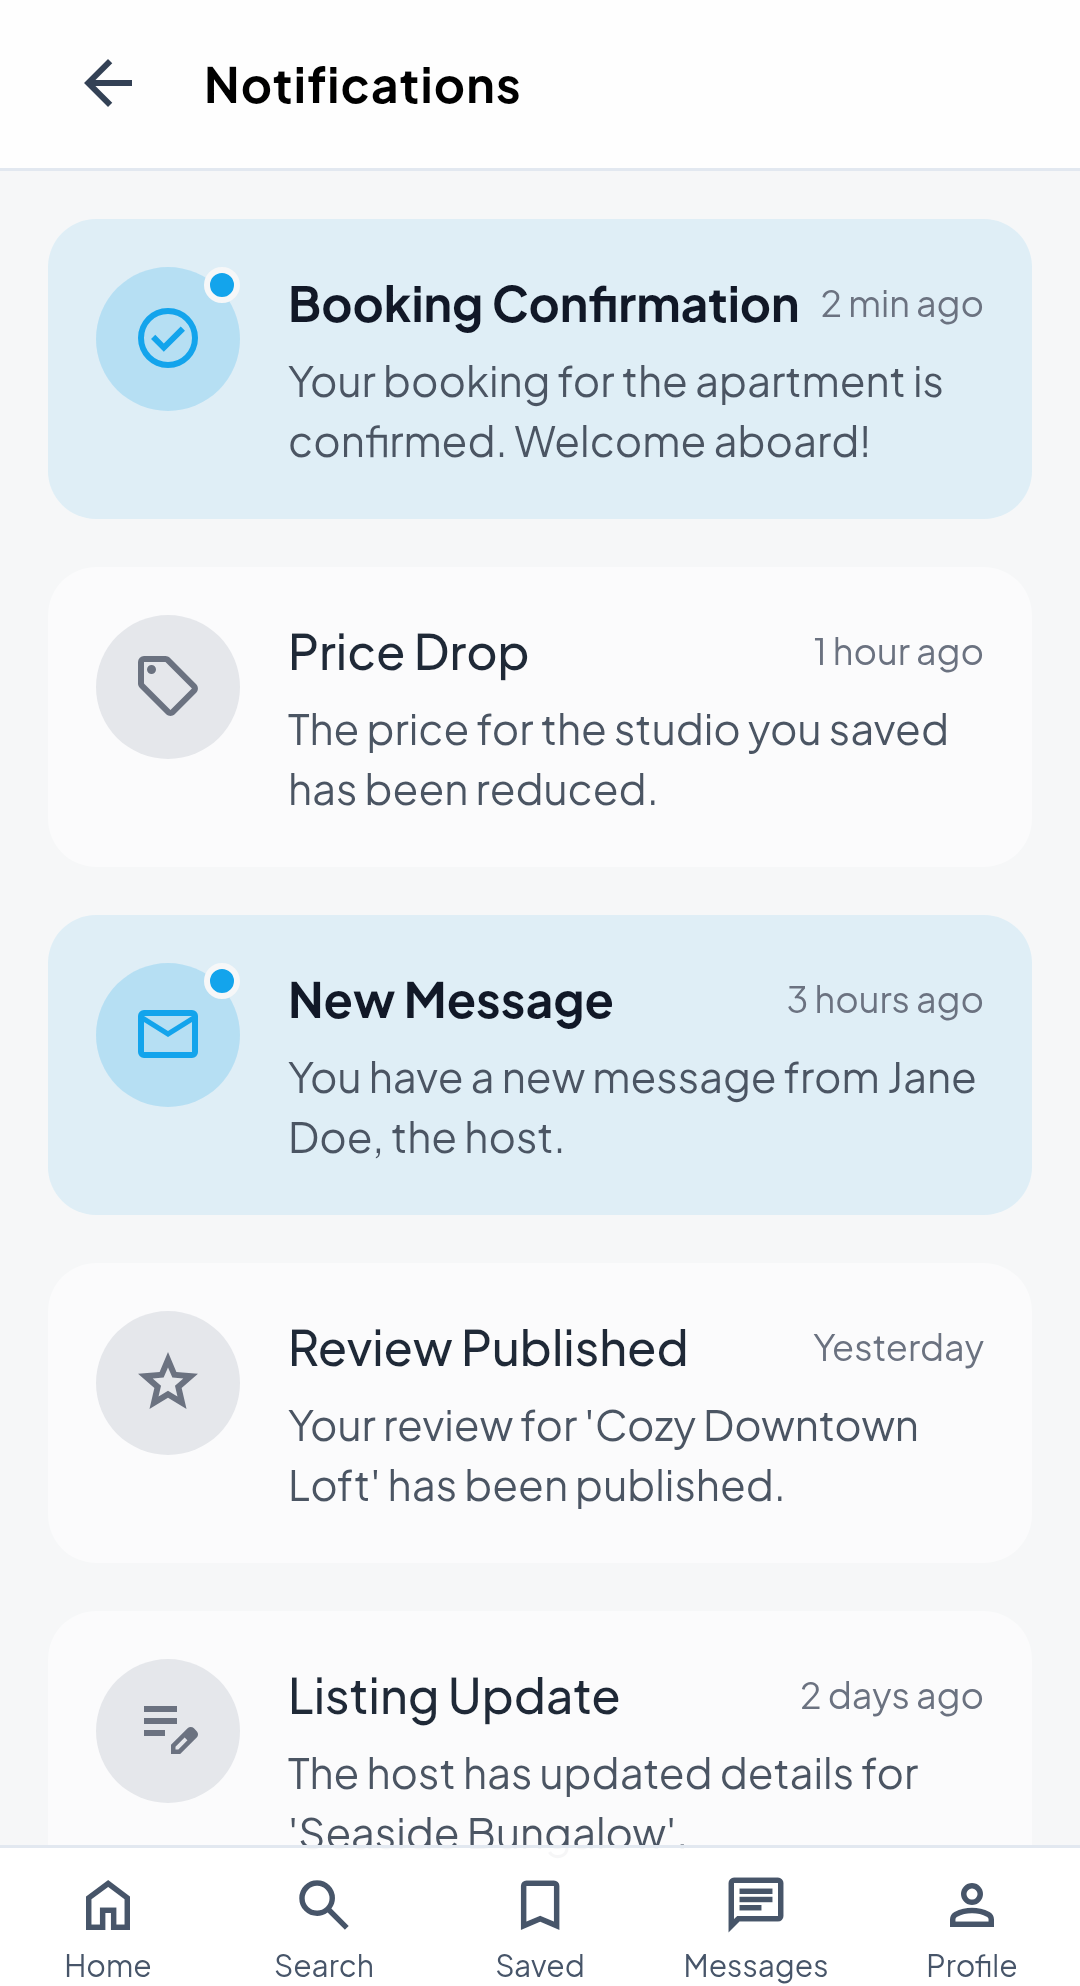 Notifications
Booking Confirmation 2 min ago
Your booking for the apartment is
confirmed. Welcome aboard!
Price Drop 1 hour ago
The price for the studio you saved
has been reduced.
New Message 3 hours ago
You have a new message from Jane
Doe, the host.
Review Published Yesterday
Your review for 'Cozy Downtown
Loft' has been published.
Listing Update 2 days ago
The host has updated details for
'Seaside Bungalow'.
Home Search Saved Messages Profile